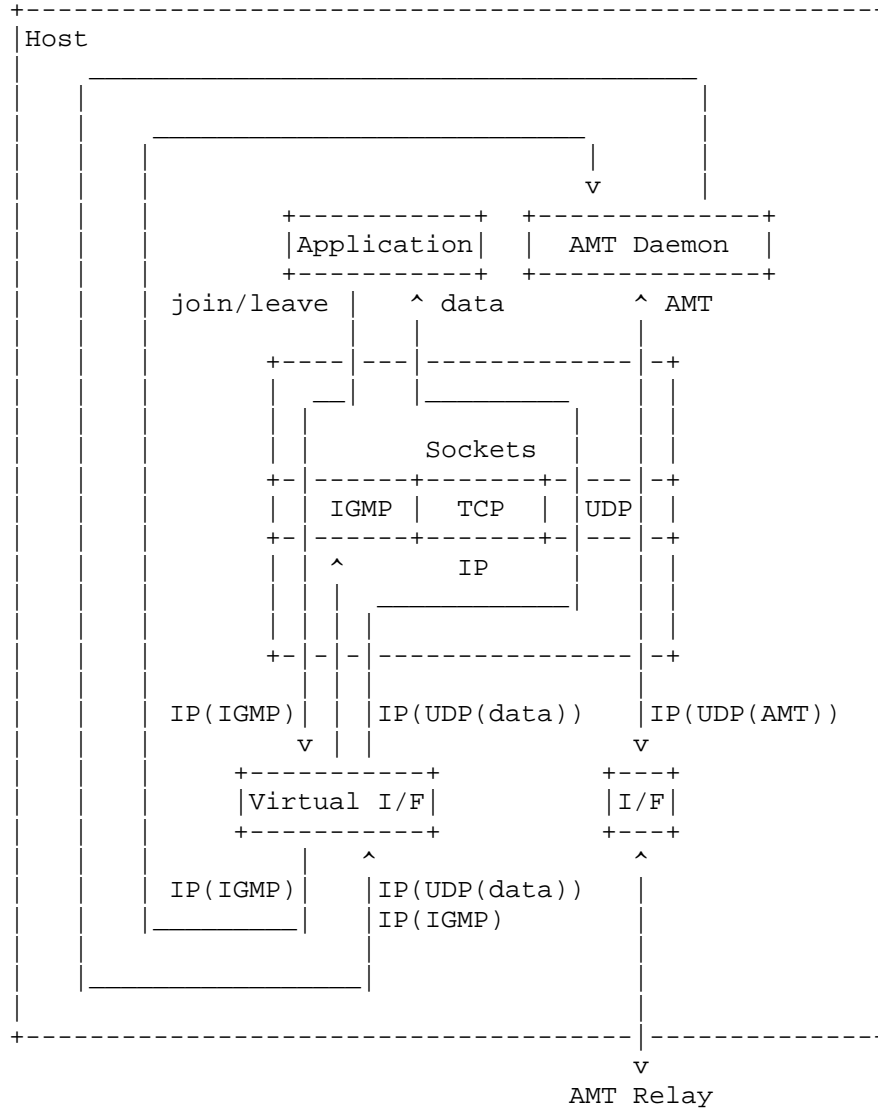 Host
Application AMT Daemon
join/leave data AMT
Sockets
IGMP TCP UDP
IP
IP(IGMP) IP(UDP(data)) IP(UDP(AMT))
v v
Virtual I/F I/F
IP(IGMP) IP(UDP(data))
IP(IGMP)
v
AMT Relay